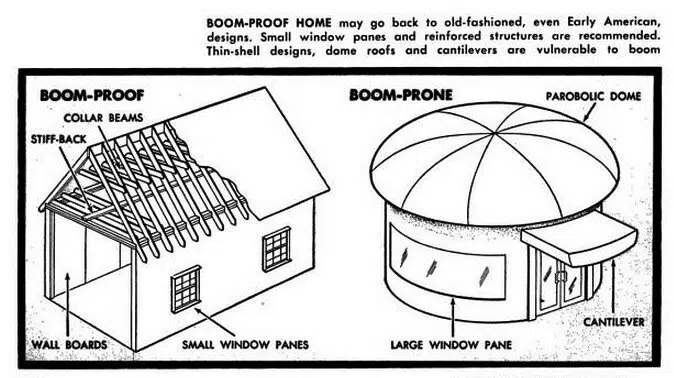 BOOM-PROOF HOME may go back to old-fashioned, even Early American,
designs. Small window panes and reinforced structures are recommended.
Thin-shell designs, dome roofs and cantilevers are vulnerable to boom
BOOM-PROOF
COLLAR BEAMS
STIFF-BACK
WALL BOARDS
SMALL WINDOW PANES
BOOM-PRONE
PAROBOLIC DOME
LARGE WINDOW PANE
CANTILEVER